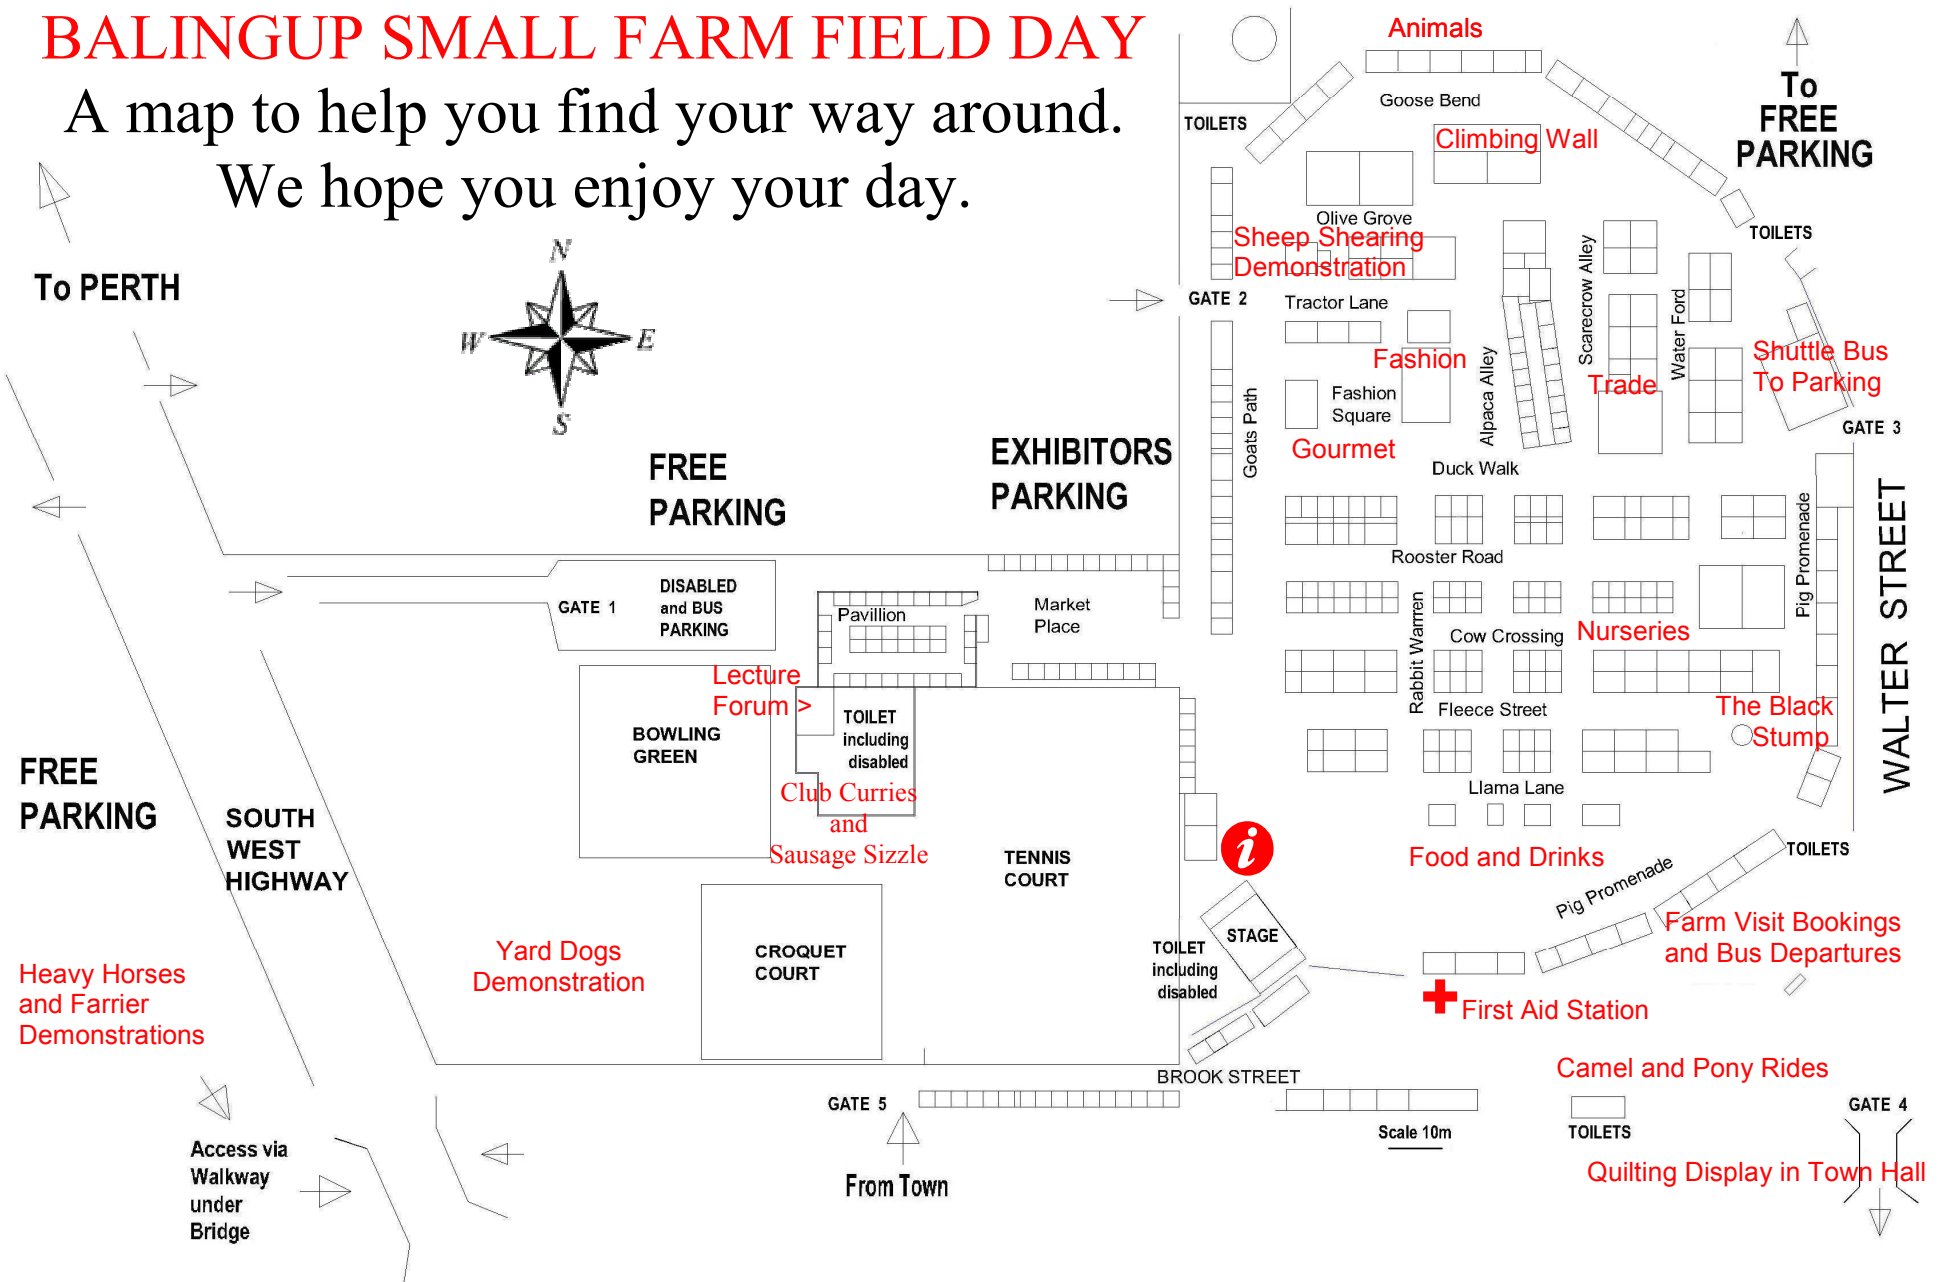 BALINGUP SMALL FARM FIELD DAY
A map to help you find your way around.
We hope you enjoy your day.
Animals
Goose Bend
TOILETS
Climbing Wall
To
FREE
PARKING
Olive Grove
TOILETS
Sheep Shearing
Demonstration
N
W
E
S
To PERTH
GATE 2
Tractor Lane
Scarecrow Alley
Water Ford
Fashion
Alpaca Alley
Trade
Shuttle Bus
To Parking
Fashion
Square
Goats Path
Gourmet
GATE 3
FREE
PARKING
EXHIBITORS
PARKING
Duck Walk
Pig Promenade
WALTER STREET
Rooster Road
GATE 1
DISABLED
and BUS
PARKING
Pavillion
Market
Place
Rabbit Warren
Cow Crossing
Nurseries
Lecture
Forum >
TOILET
including
disabled
BOWLING
GREEN
Fleece Street
The Black
Stump
FREE
PARKING
SOUTH
WEST
HIGHWAY
Club Curries
and
Sausage Sizzle
Llama Lane
TENNIS
COURT
i
Food and Drinks
TOILETS
Pig Promenade
Yard Dogs
Demonstration
CROQUET
COURT
STAGE
TOILET
including
disabled
Farm Visit Bookings
and Bus Departures
Heavy Horses
and Farrier
Demonstrations
First Aid Station
BROOK STREET
Camel and Pony Rides
GATE 5
GATE 4
Scale 10m
TOILETS
Access via
Walkway
under
Bridge
From Town
Quilting Display in Town Hall